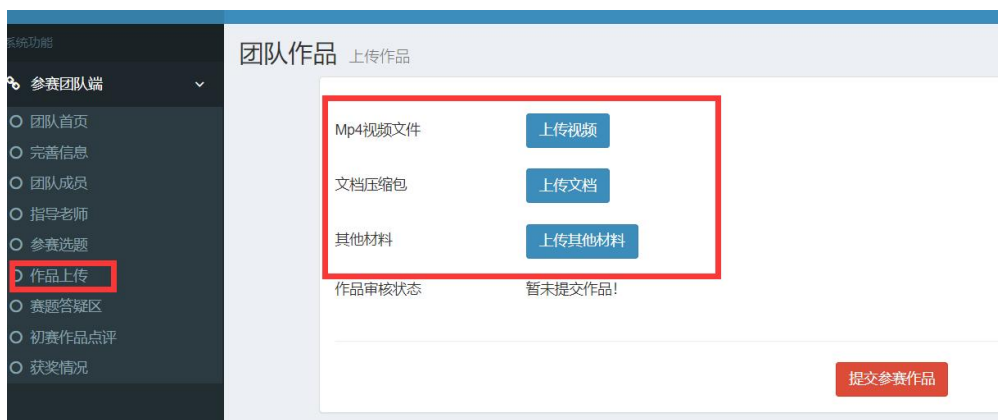 系统功能
参赛团队端
团队首页
完善信息
团队成员
指导老师
参赛选题
作品上传
赛题答疑区
初赛作品点评
获奖情况
团队作品 上传作品
Mp4视频文件 上传视频
文档压缩包 上传文档
其他材料 上传其他材料
作品审核状态 暂未提交作品!
提交参赛作品